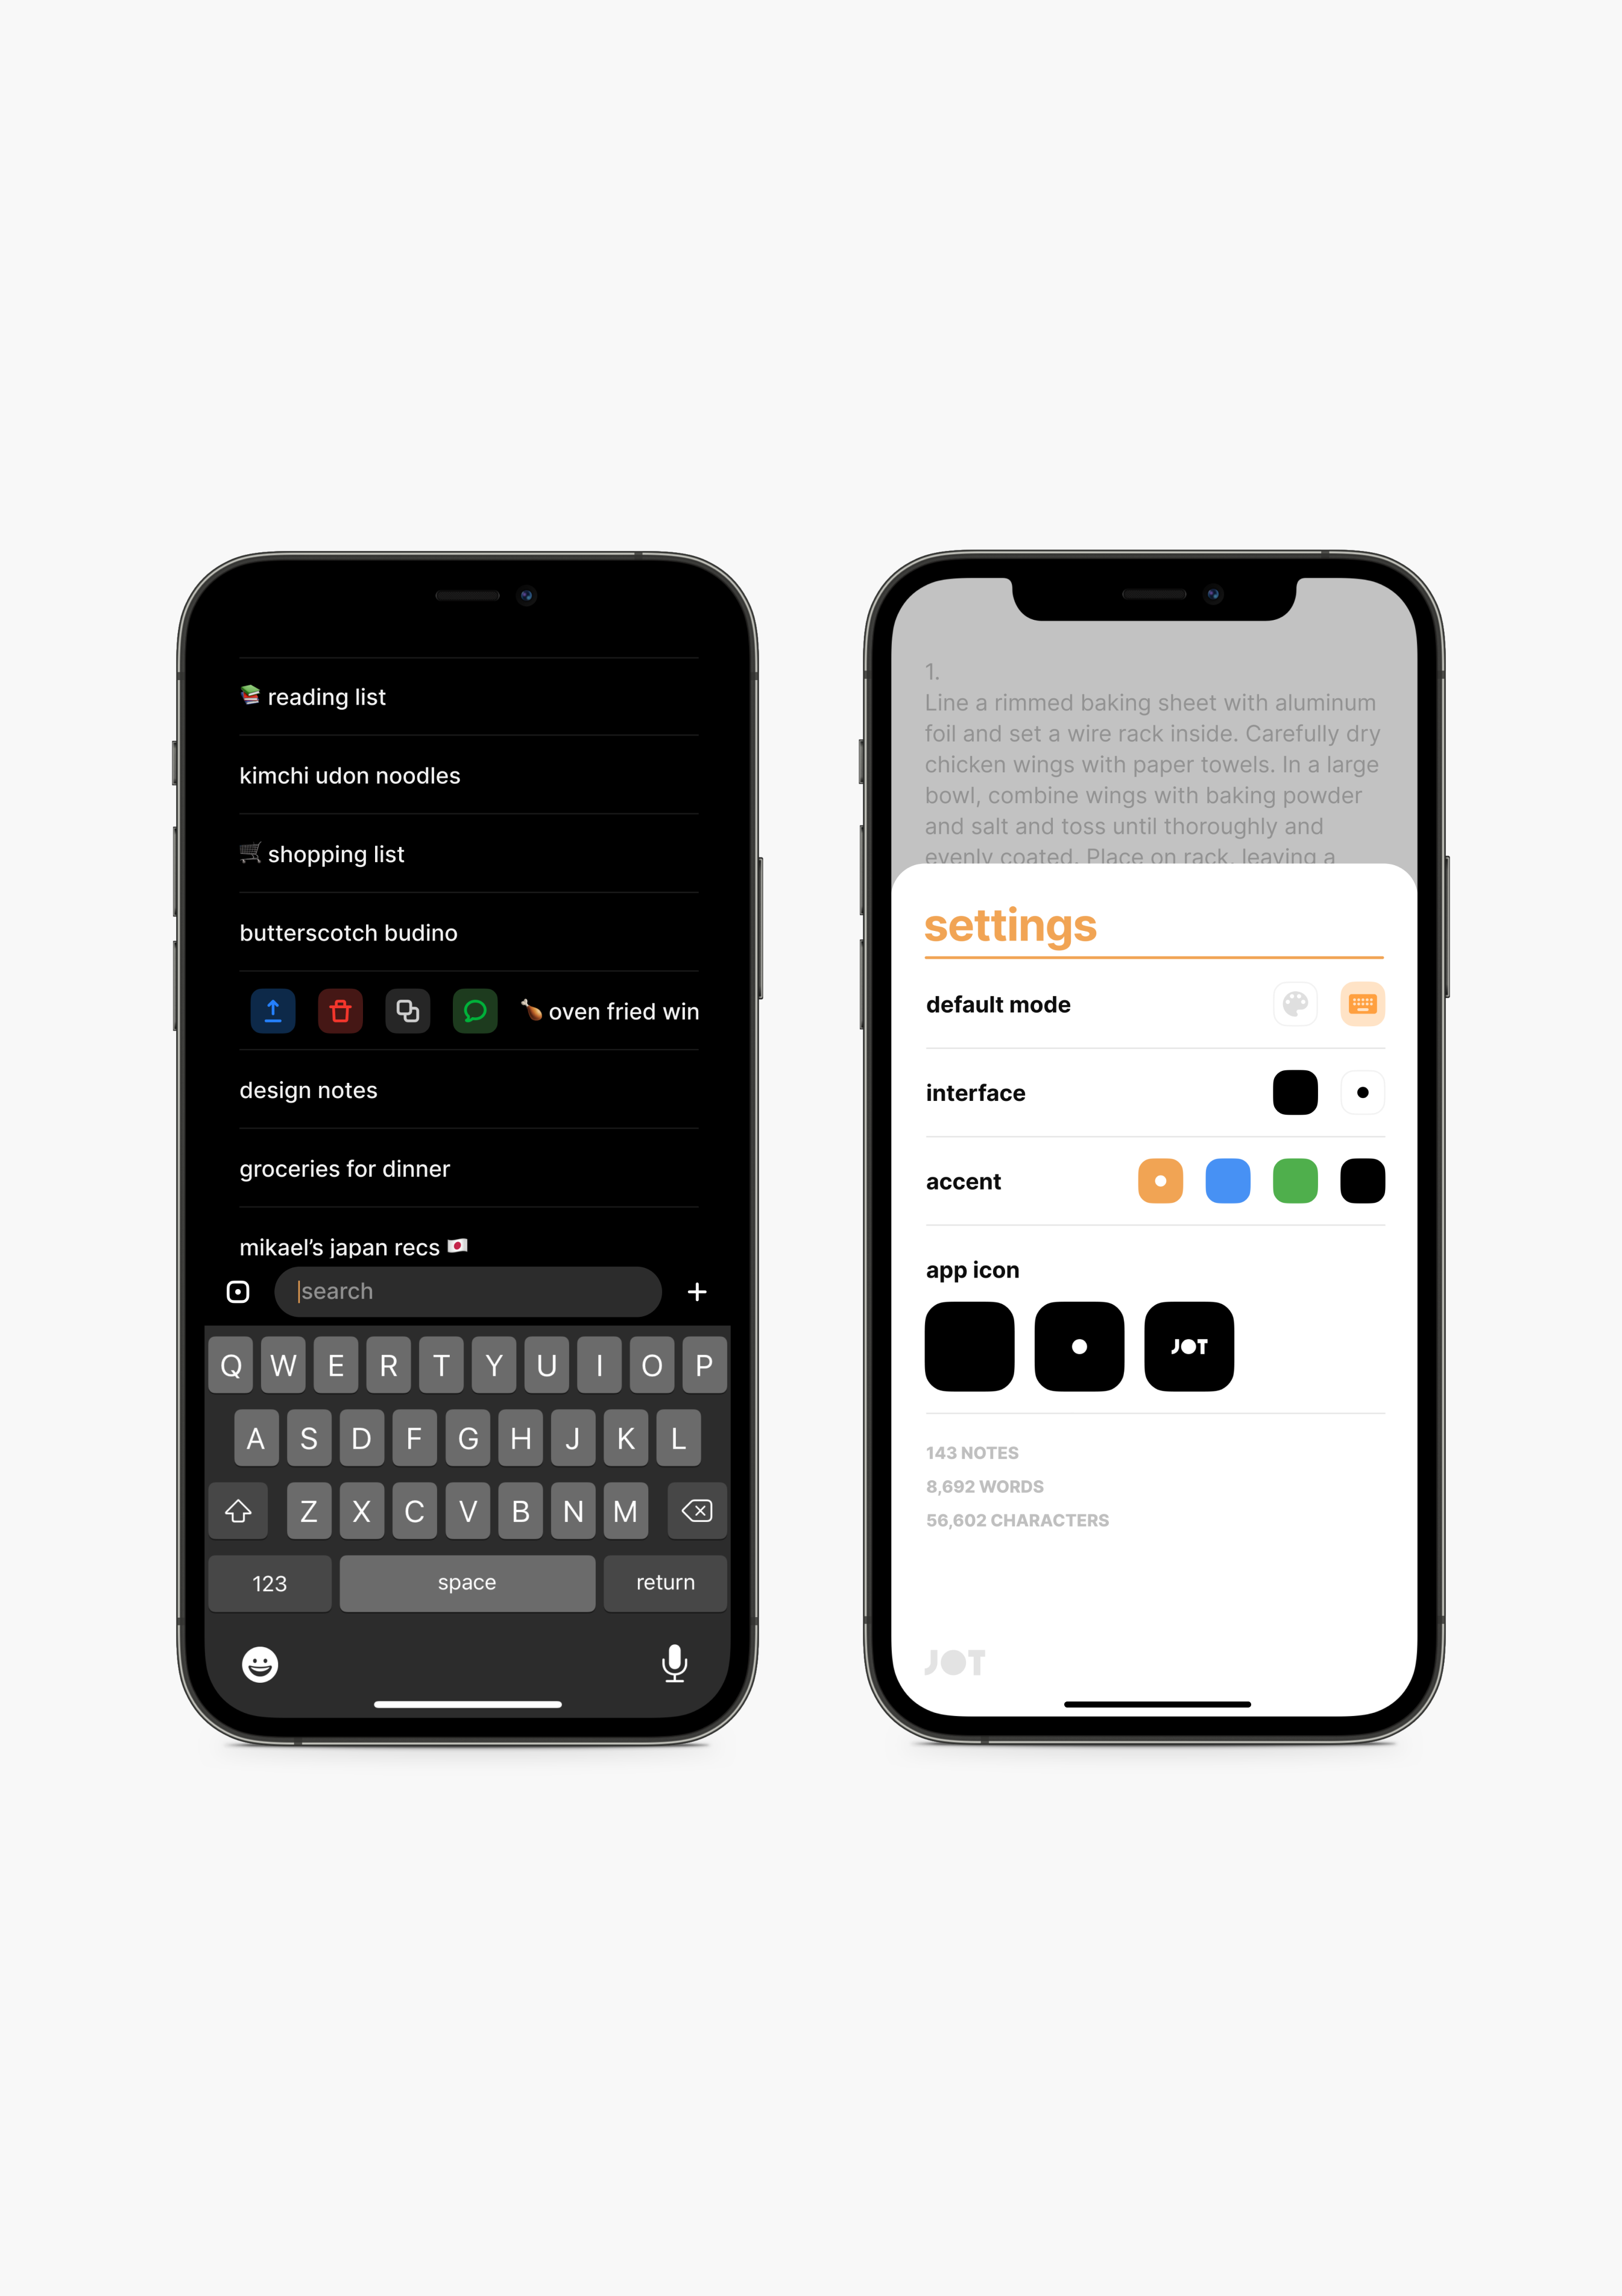 📚 reading list
kimchi udon noodles
🛒 shopping list
butterscotch budino
🍗 oven fried win
design notes
groceries for dinner
mikael’s japan recs 🇯🇵
search
Q W E R T Y U I O P
A S D F G H J K L
Z X C V B N M
123 space return
1.
Line a rimmed baking sheet with aluminum
foil and set a wire rack inside. Carefully dry
chicken wings with paper towels. In a large
bowl, combine wings with baking powder
and salt and toss until thoroughly and
evenly coated. Place on rack, leaving a
settings
default mode
interface
accent
app icon
JOT
143 NOTES
8,692 WORDS
56,602 CHARACTERS
JOT